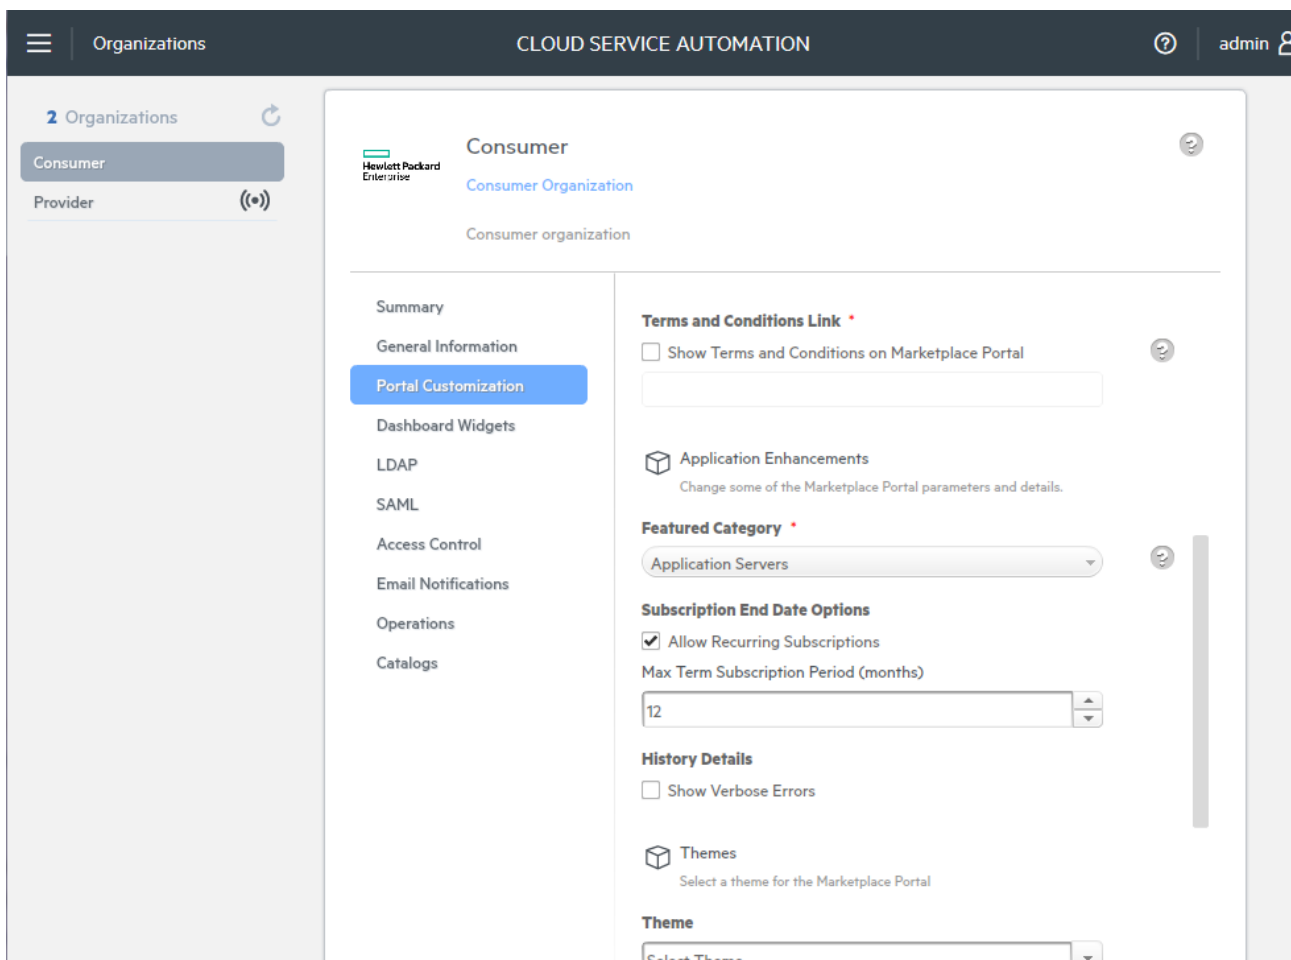 Organizations
CLOUD SERVICE AUTOMATION
admin
2 Organizations
Consumer
Provider
Hewlett Packard
Enterprise
Consumer
Consumer Organization
Consumer organization
Summary
General Information
Portal Customization
Dashboard Widgets
LDAP
SAML
Access Control
Email Notifications
Operations
Catalogs
Terms and Conditions Link *
Show Terms and Conditions on Marketplace Portal
Application Enhancements
Change some of the Marketplace Portal parameters and details.
Featured Category *
Application Servers
Subscription End Date Options
Allow Recurring Subscriptions
Max Term Subscription Period (months)
12
History Details
Show Verbose Errors
Themes
Select a theme for the Marketplace Portal
Theme
Select Theme